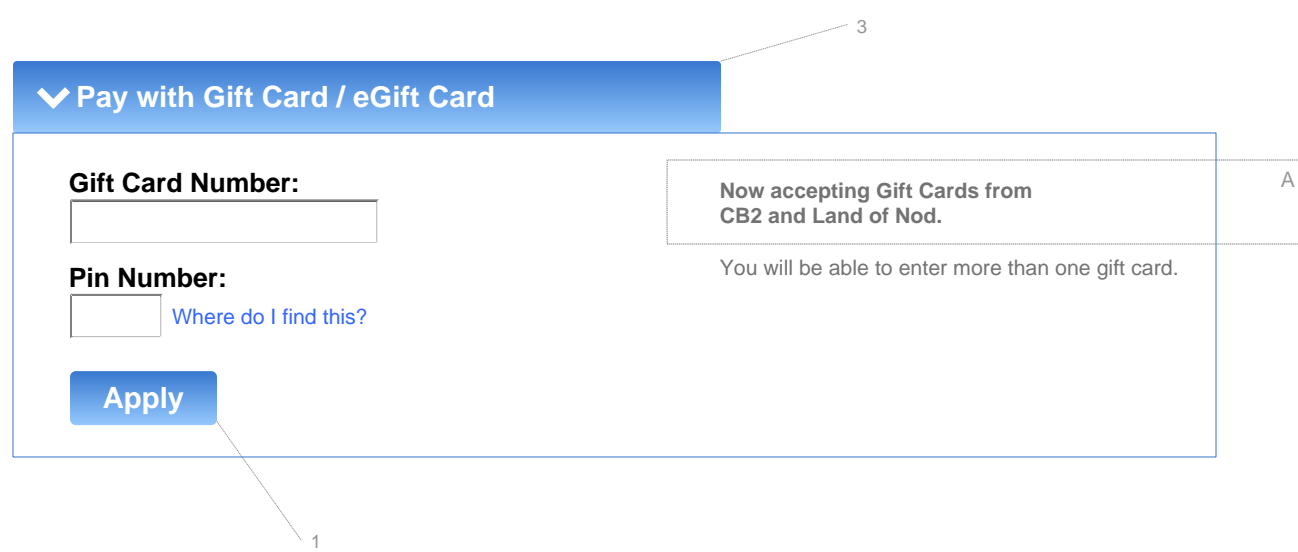 3
Pay with Gift Card / eGift Card
Gift Card Number:
Now accepting Gift Cards from
CB2 and Land of Nod.
A
You will be able to enter more than one gift card.
Pin Number:
Where do I find this?
Apply
1